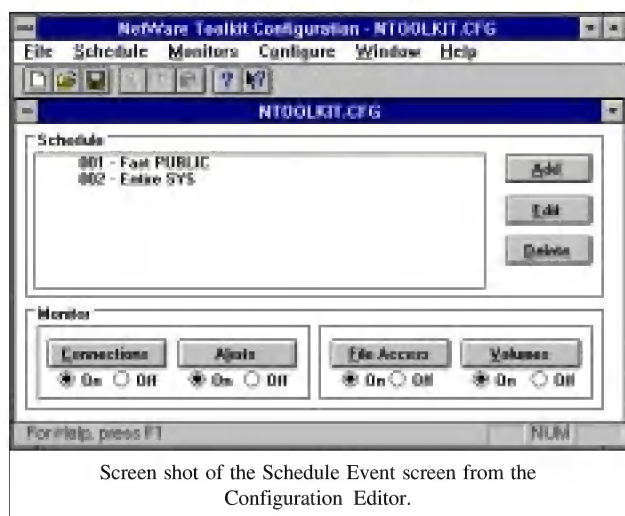 NetWare Toolkit Configuration - NTOOLKIT.CFG
File Schedule Monitors Configure Window Help
NTOOLKIT.CFG
Schedule
001 - Fast PUBLIC
002 - Entire SYS
Add
Edit
Delete
Monitor
Connections Alerts File Access Volumes
On Off On Off On Off On Off
For Help, press F1 NUM
Screen shot of the Schedule Event screen from the
Configuration Editor.